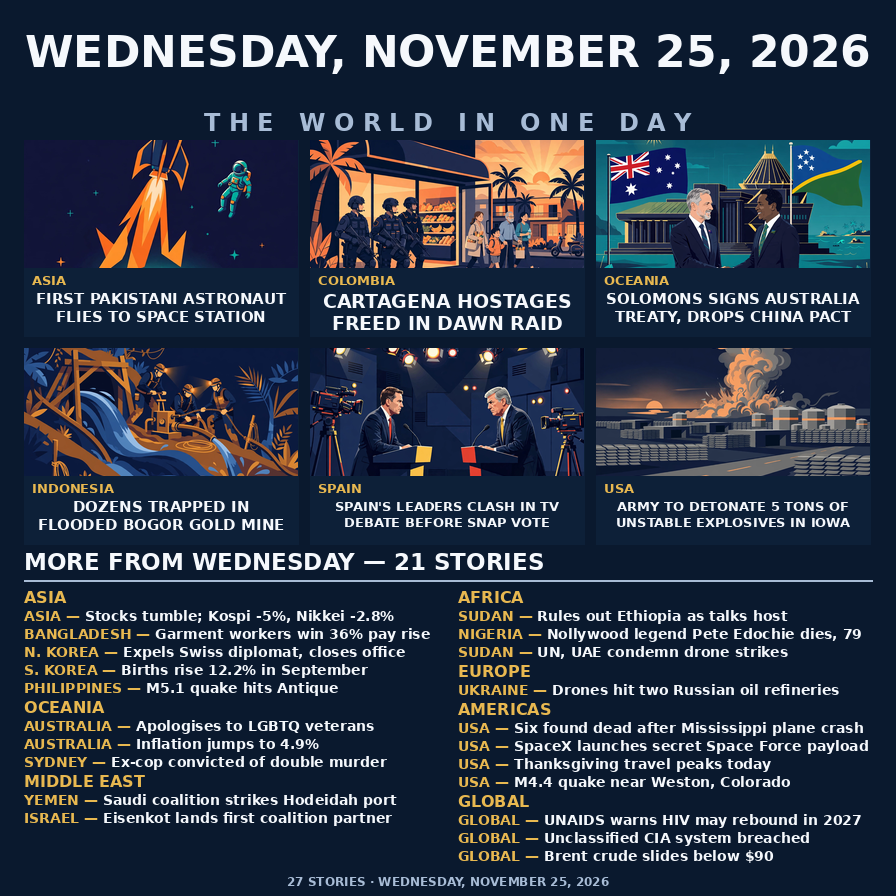 WEDNESDAY, NOVEMBER 25, 2026
THE WORLD IN ONE DAY
ASIA
FIRST PAKISTANI ASTRONAUT
FLIES TO SPACE STATION
COLOMBIA
CARTAGENA HOSTAGES
FREED IN DAWN RAID
OCEANIA
SOLOMONS SIGNS AUSTRALIA
TREATY, DROPS CHINA PACT
INDONESIA
DOZENS TRAPPED IN
FLOODED BOGOR GOLD MINE
SPAIN
SPAIN'S LEADERS CLASH IN TV
DEBATE BEFORE SNAP VOTE
USA
ARMY TO DETONATE 5 TONS OF
UNSTABLE EXPLOSIVES IN IOWA
MORE FROM WEDNESDAY — 21 STORIES
ASIA
ASIA — Stocks tumble; Kospi -5%, Nikkei -2.8%
BANGLADESH — Garment workers win 36% pay rise
N. KOREA — Expels Swiss diplomat, closes office
S. KOREA — Births rise 12.2% in September
PHILIPPINES — M5.1 quake hits Antique
OCEANIA
AUSTRALIA — Apologises to LGBTQ veterans
AUSTRALIA — Inflation jumps to 4.9%
SYDNEY — Ex-cop convicted of double murder
MIDDLE EAST
YEMEN — Saudi coalition strikes Hodeidah port
ISRAEL — Eisenkot lands first coalition partner
AFRICA
SUDAN — Rules out Ethiopia as talks host
NIGERIA — Nollywood legend Pete Edochie dies, 79
SUDAN — UN, UAE condemn drone strikes
EUROPE
UKRAINE — Drones hit two Russian oil refineries
AMERICAS
USA — Six found dead after Mississippi plane crash
USA — SpaceX launches secret Space Force payload
USA — Thanksgiving travel peaks today
USA — M4.4 quake near Weston, Colorado
GLOBAL
GLOBAL — UNAIDS warns HIV may rebound in 2027
GLOBAL — Unclassified CIA system breached
GLOBAL — Brent crude slides below $90
27 STORIES · WEDNESDAY, NOVEMBER 25, 2026